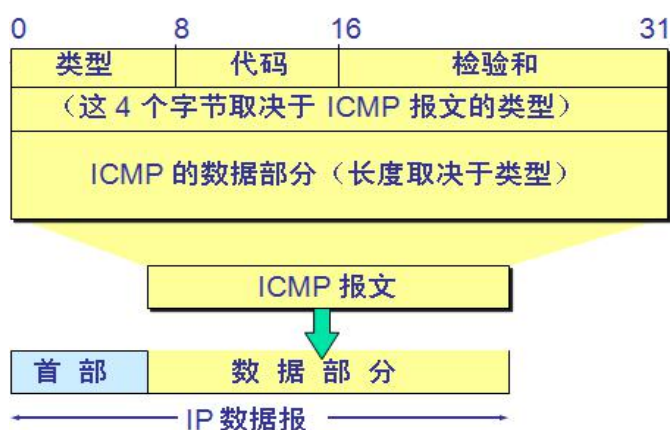 0 8 16 31
类型 代码 检验和
（这 4 个字节取决于 ICMP 报文的类型）
ICMP 的数据部分（长度取决于类型）
ICMP 报文
首 部 数 据 部 分
IP 数据报